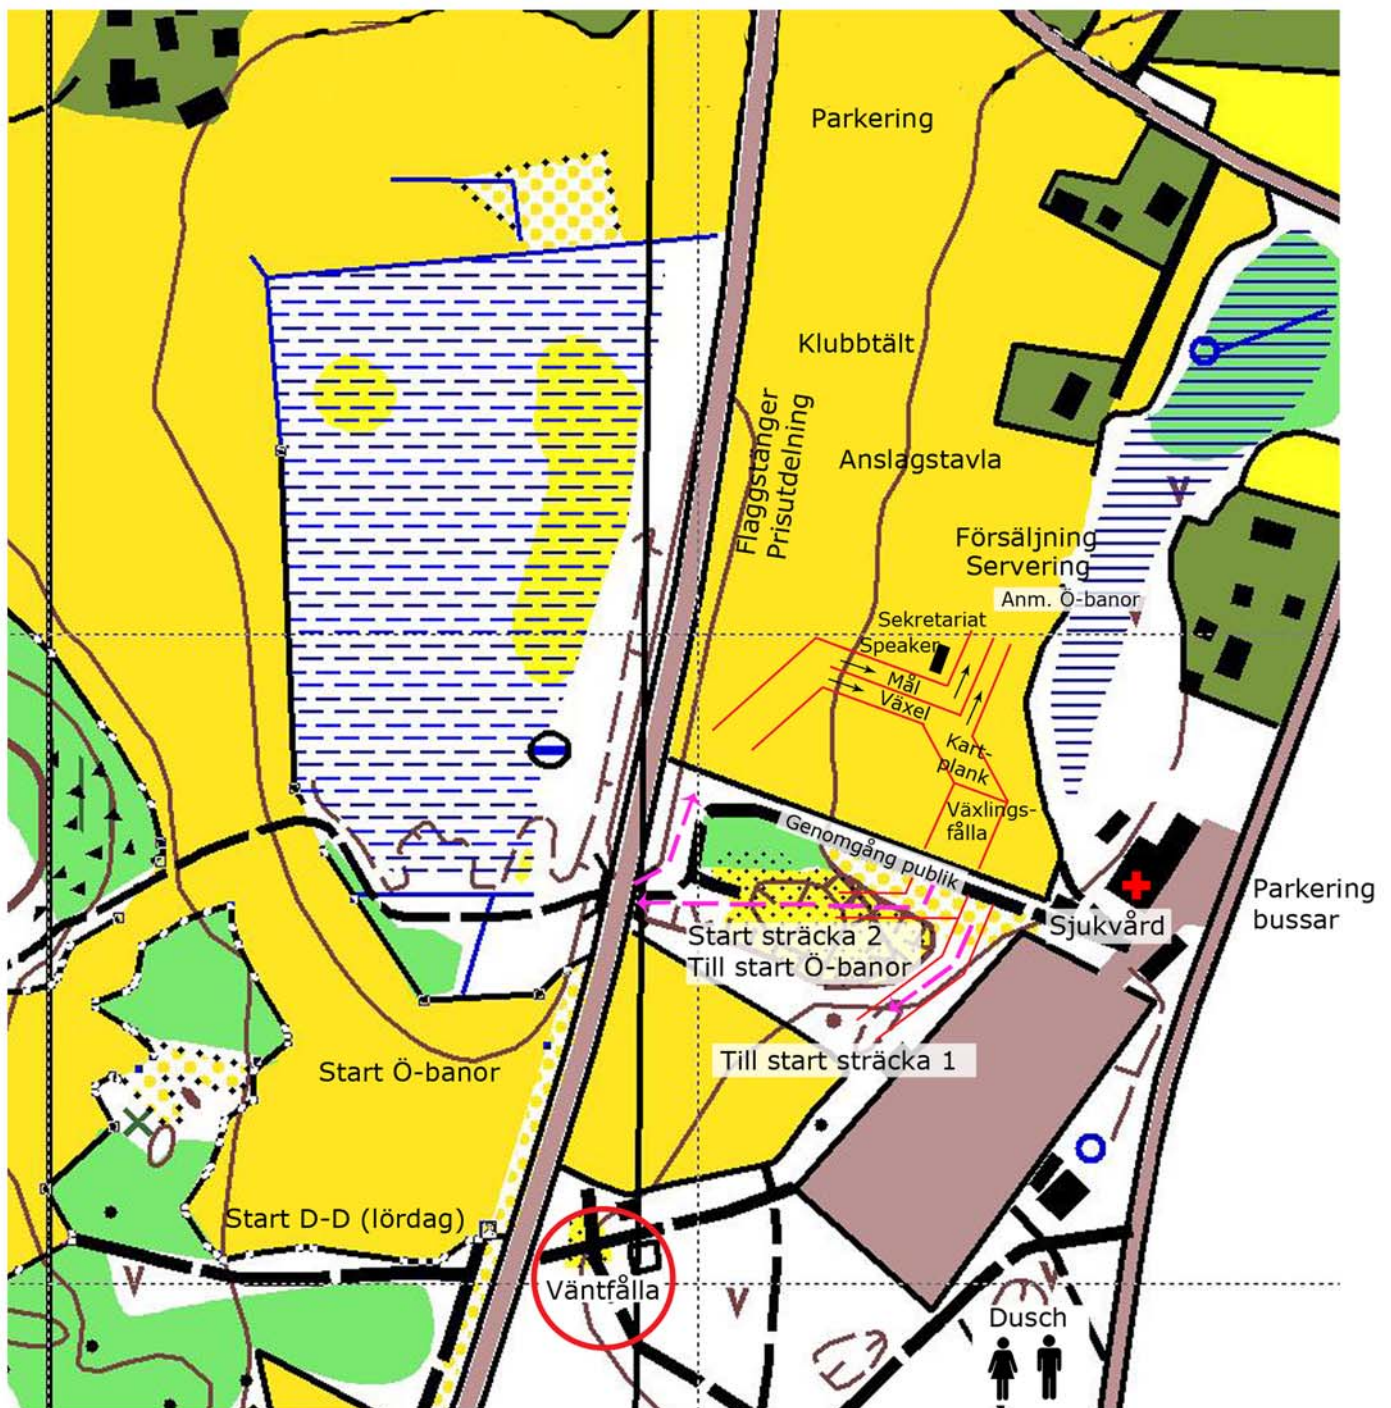 Parkering
Klubbtält
Flaggstänger
Prisutdelning
Anslagstavla
Försäljning
Servering
Anm. Ö-banor
Sekretariat
Speaker
Mål
Växel
Kart-
plank
Växlings-
fålla
Genomgång publik
Parkering
bussar
Sjukvård
Start sträcka 2
Till start Ö-banor
Till start sträcka 1
Start Ö-banor
Start D-D (lördag)
Väntfålla
Dusch